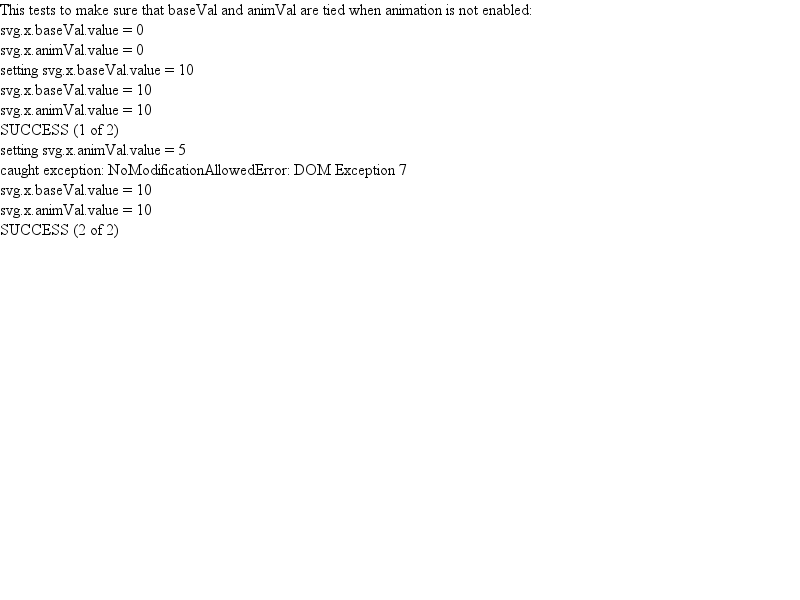 This tests to make sure that baseVal and animVal are tied when animation is not enabled:
svg.x.baseVal.value = 0
svg.x.animVal.value = 0
setting svg.x.baseVal.value = 10
svg.x.baseVal.value = 10
svg.x.animVal.value = 10
SUCCESS (1 of 2)
setting svg.x.animVal.value = 5
caught exception: NoModificationAllowedError: DOM Exception 7
svg.x.baseVal.value = 10
svg.x.animVal.value = 10
SUCCESS (2 of 2)